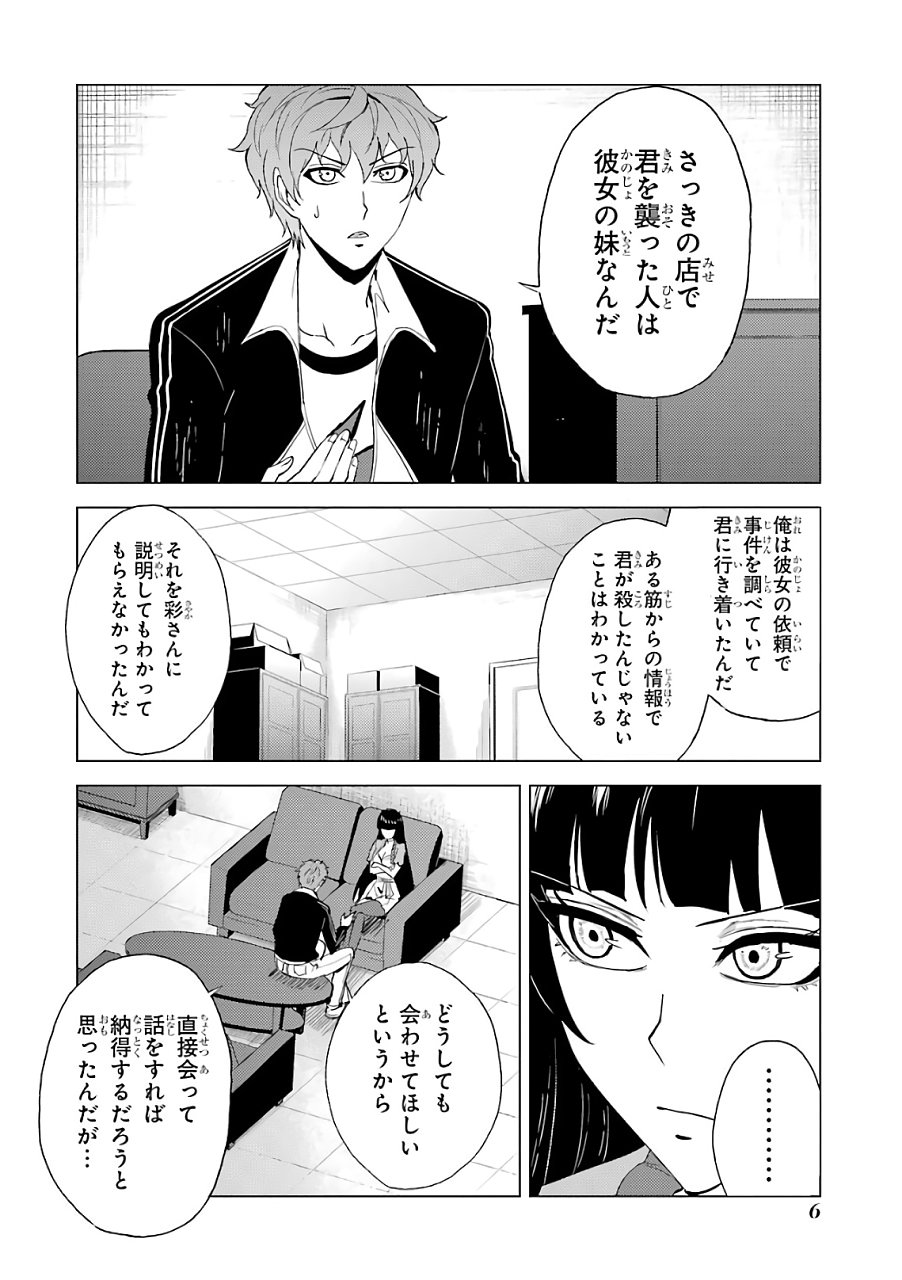 さっきの店で
君を襲った人は
彼女の妹なんだ
俺は彼女の依頼で
事件を調べていて
君に行き着いたんだ
ある筋からの情報で
君が殺したんじゃない
ことはわかっている
それを彩さんに
説明してもわかって
もらえなかったんだ
…………
どうしても
会わせてほしい
というから
直接会って
話をすれば
納得するだろうと
思ったんだが…
6